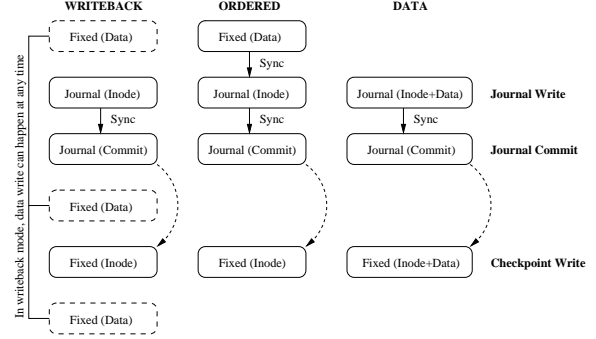 WRITEBACK ORDERED DATA
Fixed (Data) Fixed (Data)
Sync
Journal (Inode) Journal (Inode) Journal (Inode+Data) Journal Write
Sync Sync Sync
Journal (Commit) Journal (Commit) Journal (Commit) Journal Commit
Fixed (Data)
Fixed (Inode) Fixed (Inode) Fixed (Inode+Data) Checkpoint Write
Fixed (Data)
In writeback mode, data write can happen at any time